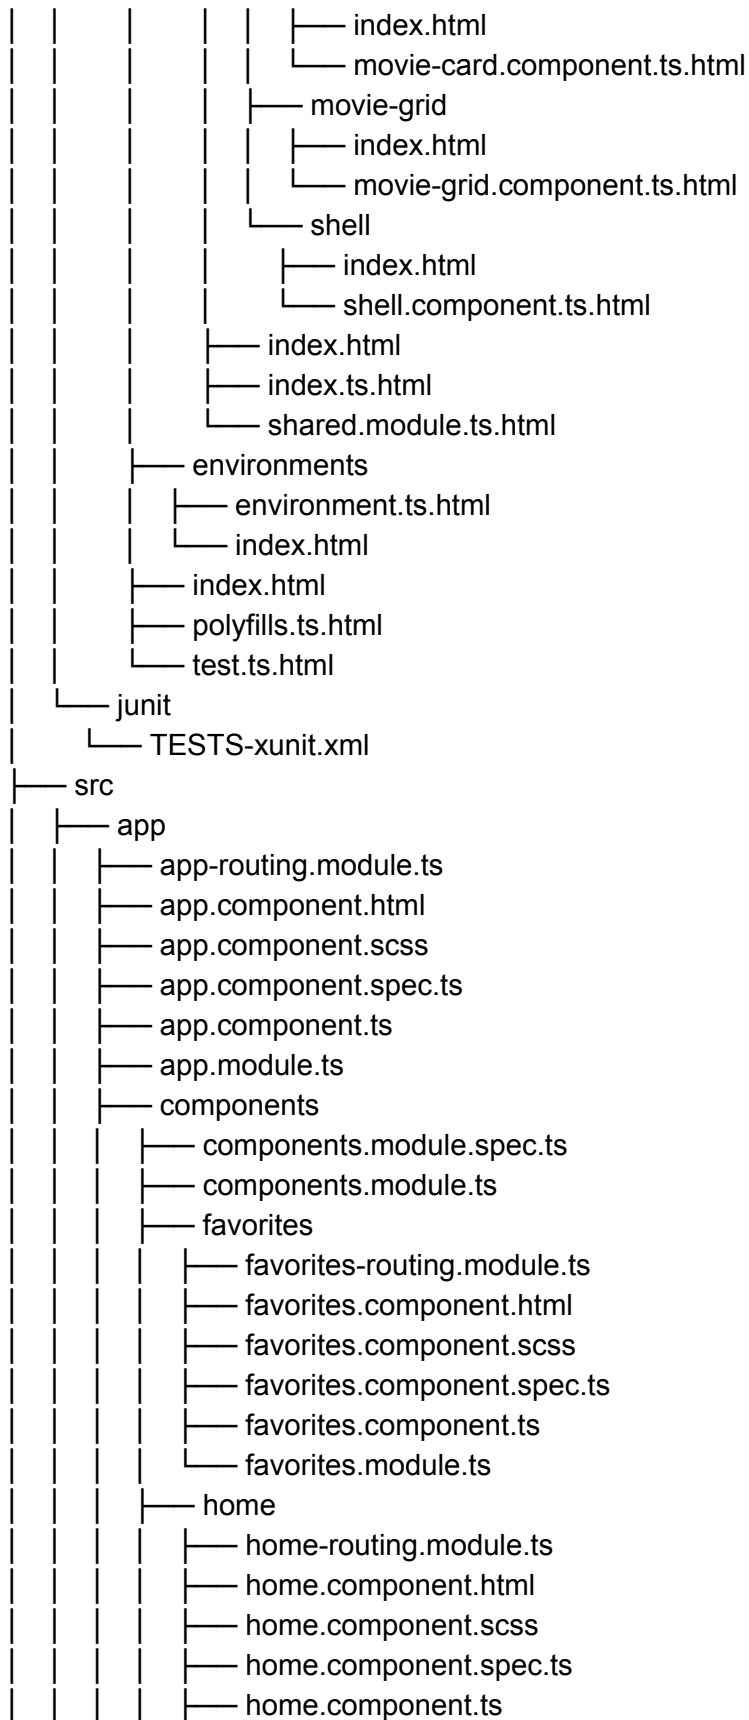 │ │ │ │ │ ├── index.html
│ │ │ │ │ └── movie-card.component.ts.html
│ │ │ │ ├── movie-grid
│ │ │ │ │ ├── index.html
│ │ │ │ │ └── movie-grid.component.ts.html
│ │ │ │ └── shell
│ │ │ │ ├── index.html
│ │ │ │ └── shell.component.ts.html
│ │ │ ├── index.html
│ │ │ ├── index.ts.html
│ │ │ └── shared.module.ts.html
│ │ ├── environments
│ │ │ ├── environment.ts.html
│ │ │ └── index.html
│ │ ├── index.html
│ │ ├── polyfills.ts.html
│ │ └── test.ts.html
│ └── junit
│ └── TESTS-xunit.xml
├── src
│ ├── app
│ │ ├── app-routing.module.ts
│ │ ├── app.component.html
│ │ ├── app.component.scss
│ │ ├── app.component.spec.ts
│ │ ├── app.component.ts
│ │ ├── app.module.ts
│ │ ├── components
│ │ │ ├── components.module.spec.ts
│ │ │ ├── components.module.ts
│ │ │ ├── favorites
│ │ │ │ ├── favorites-routing.module.ts
│ │ │ │ ├── favorites.component.html
│ │ │ │ ├── favorites.component.scss
│ │ │ │ ├── favorites.component.spec.ts
│ │ │ │ ├── favorites.component.ts
│ │ │ │ └── favorites.module.ts
│ │ │ ├── home
│ │ │ │ ├── home-routing.module.ts
│ │ │ │ ├── home.component.html
│ │ │ │ ├── home.component.scss
│ │ │ │ ├── home.component.spec.ts
│ │ │ │ ├── home.component.ts